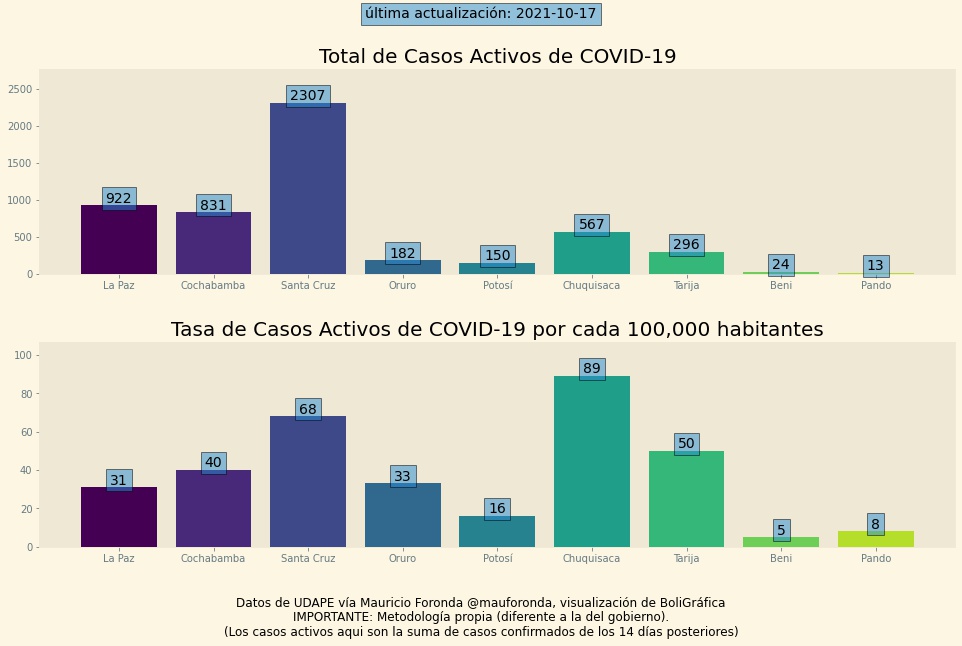 última actualización: 2021-10-17
Total de Casos Activos de COVID-19
2500
2000
1500
1000
500
0
922
831
2307
182
150
567
296
24
13
La Paz
Cochabamba
Santa Cruz
Oruro
Potosí
Chuquisaca
Tarija
Beni
Pando
Tasa de Casos Activos de COVID-19 por cada 100,000 habitantes
100
80
60
40
20
0
31
40
68
33
16
89
50
5
8
La Paz
Cochabamba
Santa Cruz
Oruro
Potosí
Chuquisaca
Tarija
Beni
Pando
Datos de UDAPE vía Mauricio Foronda @mauforonda, visualización de BoliGráfica
IMPORTANTE: Metodología propia (diferente a la del gobierno).
(Los casos activos aqui son la suma de casos confirmados de los 14 días posteriores)